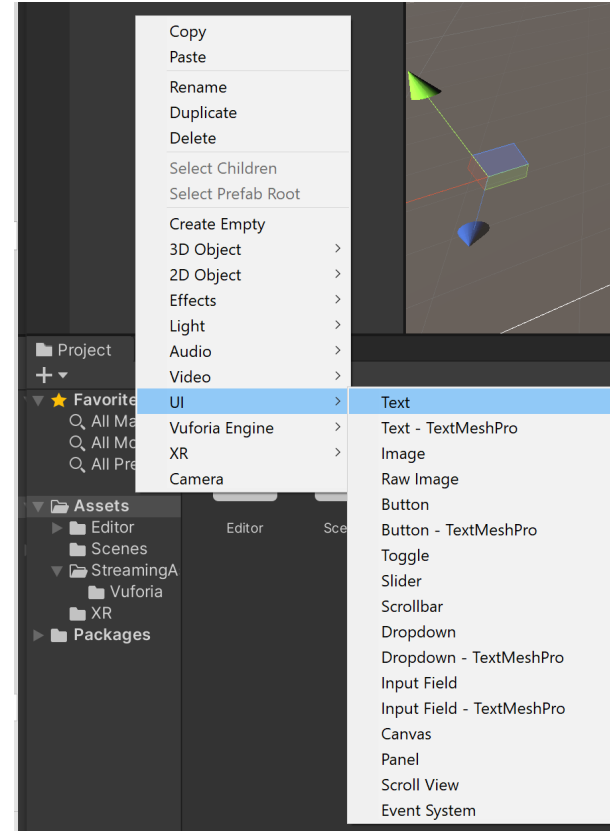 Copy
Paste
Rename
Duplicate
Delete
Select Children
Select Prefab Root
Create Empty
3D Object
2D Object
Effects
Light
Audio
Video
UI
Vuforia Engine
XR
Camera
Text
Text - TextMeshPro
Image
Raw Image
Button
Button - TextMeshPro
Toggle
Slider
Scrollbar
Dropdown
Dropdown - TextMeshPro
Input Field
Input Field - TextMeshPro
Canvas
Panel
Scroll View
Event System
Project
Favorite
All Ma
All Mo
All Pre
Assets
Editor
Scenes
StreamingA
Vuforia
XR
Packages
Editor
Sce